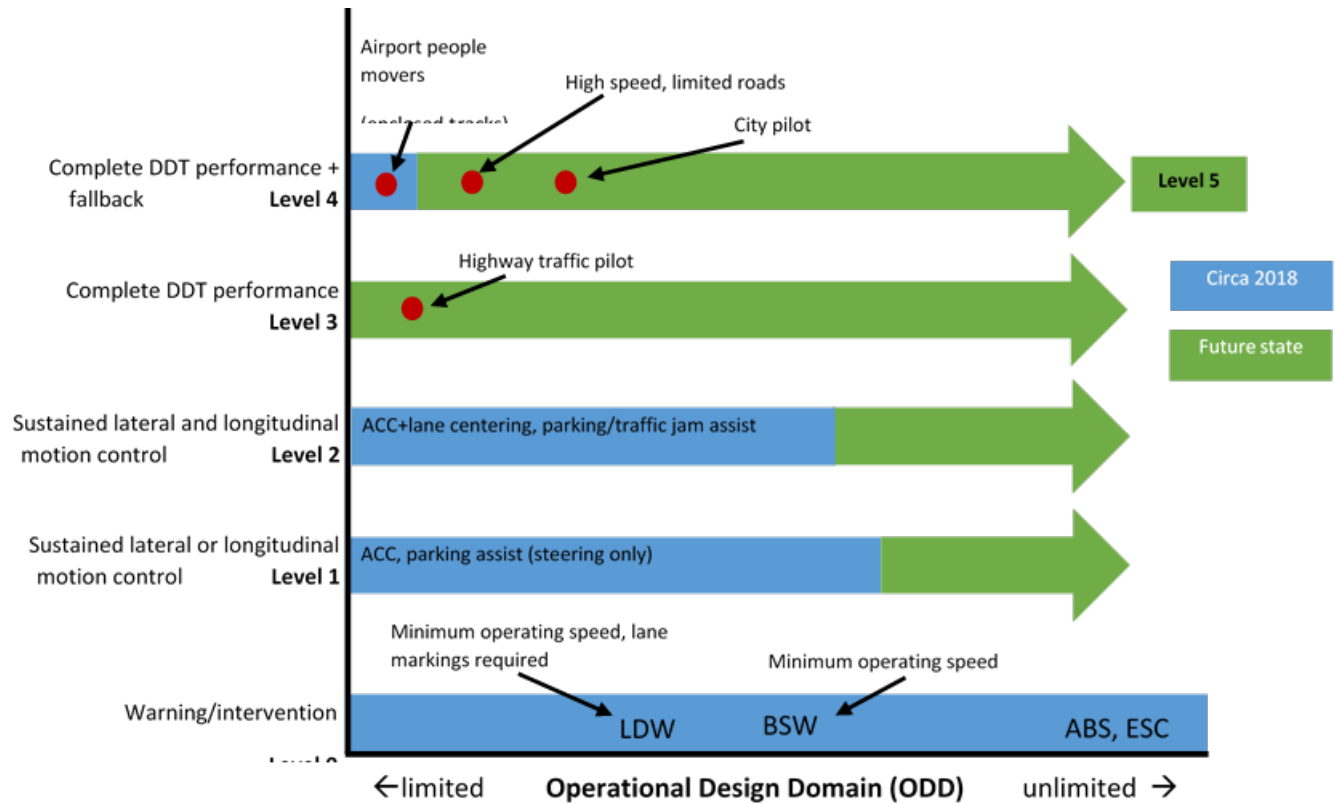 Airport people
movers
(enclosed tracks)
High speed, limited roads
City pilot
Complete DDT performance +
fallback Level 4
Level 5
Highway traffic pilot
Complete DDT performance
Level 3
Circa 2018
Future state
Sustained lateral and longitudinal
motion control Level 2
ACC+lane centering, parking/traffic jam assist
Sustained lateral or longitudinal
motion control Level 1
ACC, parking assist (steering only)
Minimum operating speed, lane
markings required
Minimum operating speed
Warning/intervention
LDW
BSW
ABS, ESC
Level 0
←limited Operational Design Domain (ODD) unlimited →